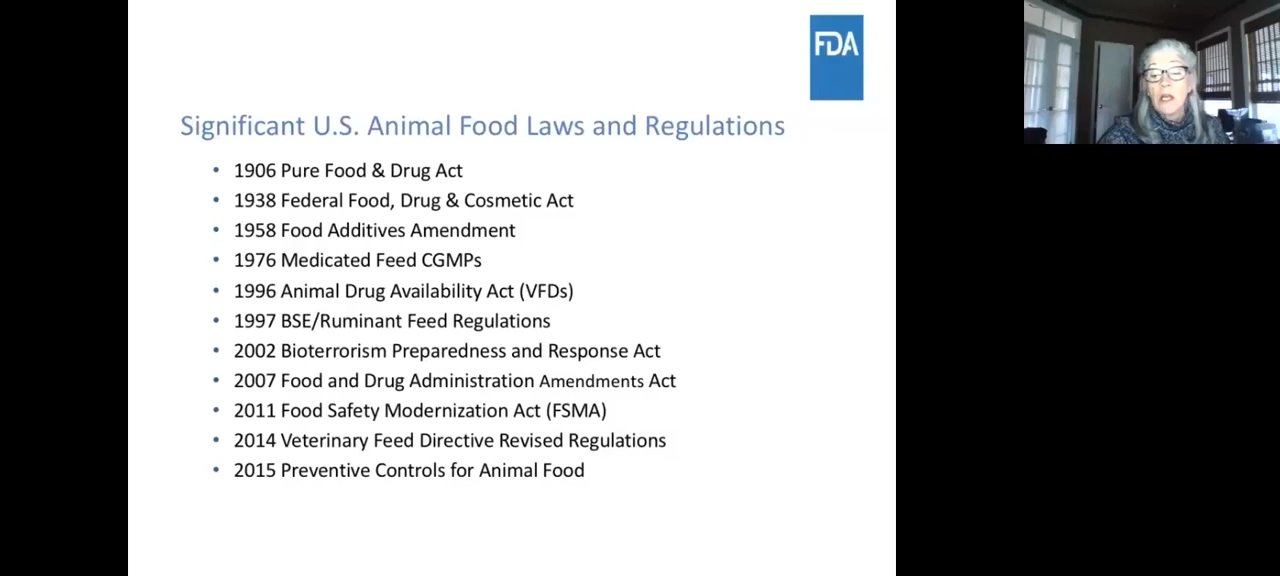 FDA
Significant U.S. Animal Food Laws and Regulations
• 1906 Pure Food & Drug Act
• 1938 Federal Food, Drug & Cosmetic Act
• 1958 Food Additives Amendment
• 1976 Medicated Feed CGMPs
• 1996 Animal Drug Availability Act (VFDs)
• 1997 BSE/Ruminant Feed Regulations
• 2002 Bioterrorism Preparedness and Response Act
• 2007 Food and Drug Administration Amendments Act
• 2011 Food Safety Modernization Act (FSMA)
• 2014 Veterinary Feed Directive Revised Regulations
• 2015 Preventive Controls for Animal Food